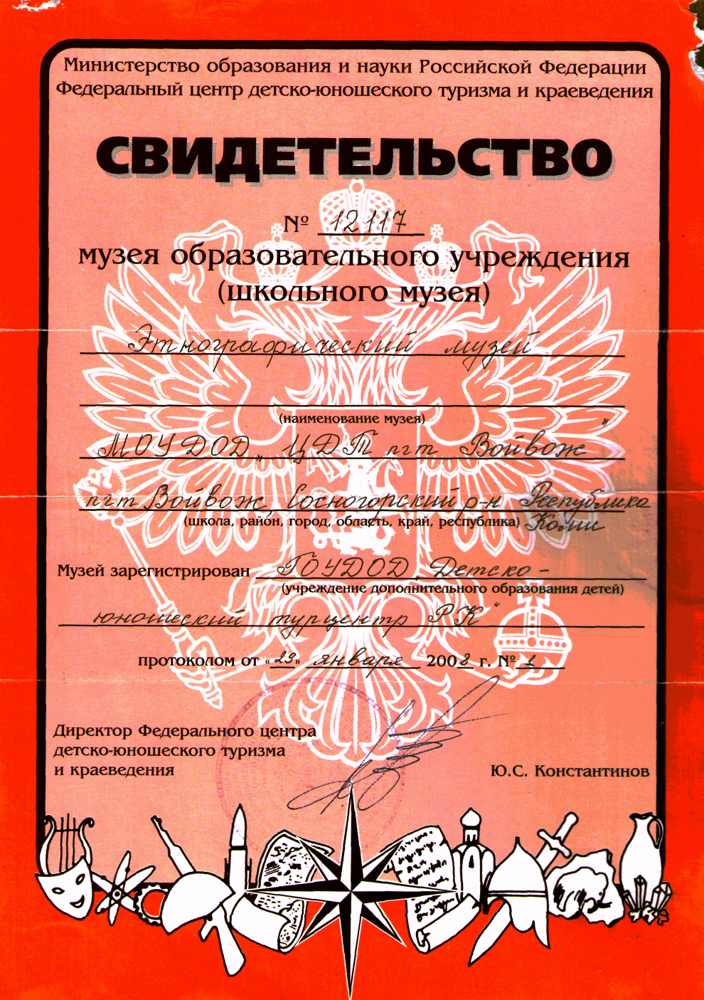 Министерство образования и науки Российской Федерации
Федеральный центр детско-юношеского туризма и краеведения
СВИДЕТЕЛЬСТВО
№ 12117
музея образовательного учреждения
(школьного музея)
Этнографический музей
(наименование музея)
МОУДОД „ЦДТ пгт Войвож”
пгт Войвож, Сосногорский р-н Республика
(школа, район, город, область, край, республика) Коми
Музей зарегистрирован ГОУДОД „Детско-
(учреждение дополнительного образования детей)
юношеский турцентр РК“
протоколом от «29» января 2008 г. № 1
Директор Федерального центра
детско-юношеского туризма
и краеведения
Ю.С. Константинов